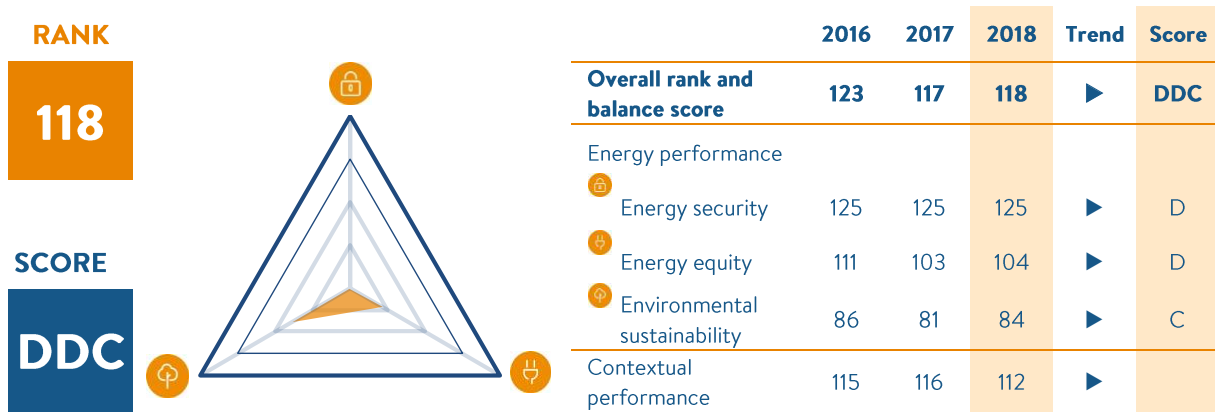 RANK
118
SCORE
DDC
2016 2017 2018 Trend Score
Overall rank and
balance score 123 117 118 DDC
Energy performance
Energy security 125 125 125 D
Energy equity 111 103 104 D
Environmental
sustainability 86 81 84 C
Contextual
performance 115 116 112